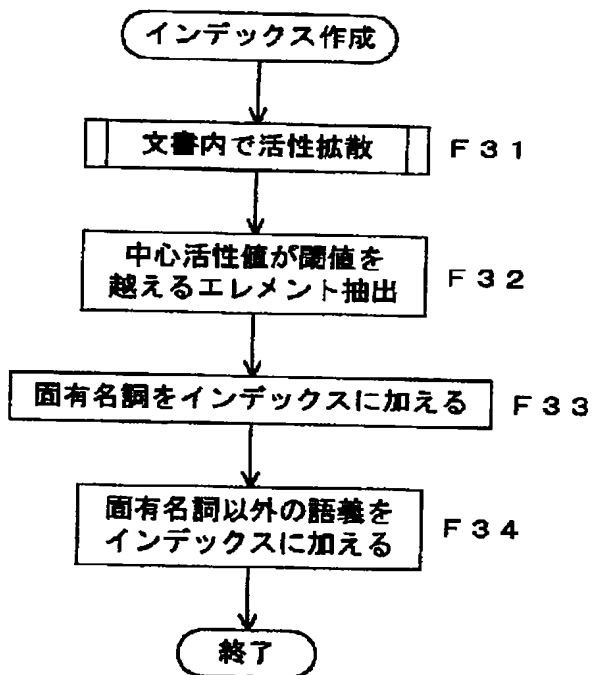 インデックス作成
文書内で活性拡散
F31
中心活性値が閾値を
越えるエレメント抽出
F32
固有名詞をインデックスに加える
F33
固有名詞以外の語義を
インデックスに加える
F34
終了